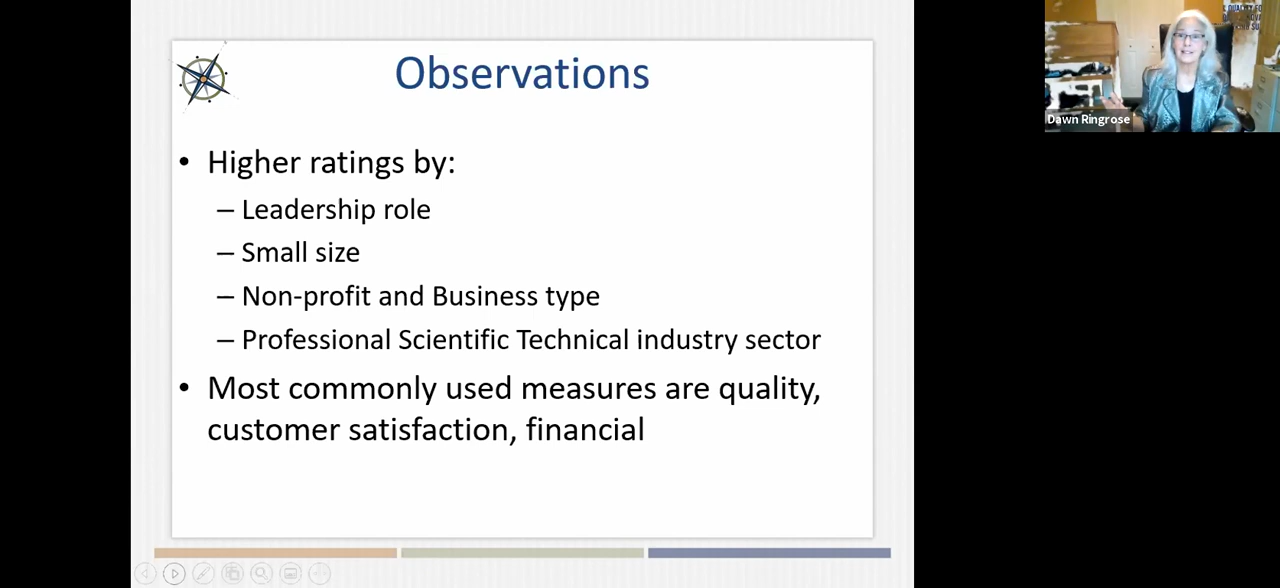 Observations
• Higher ratings by:
– Leadership role
– Small size
– Non-profit and Business type
– Professional Scientific Technical industry sector
• Most commonly used measures are quality,
customer satisfaction, financial
Dawn Ringrose